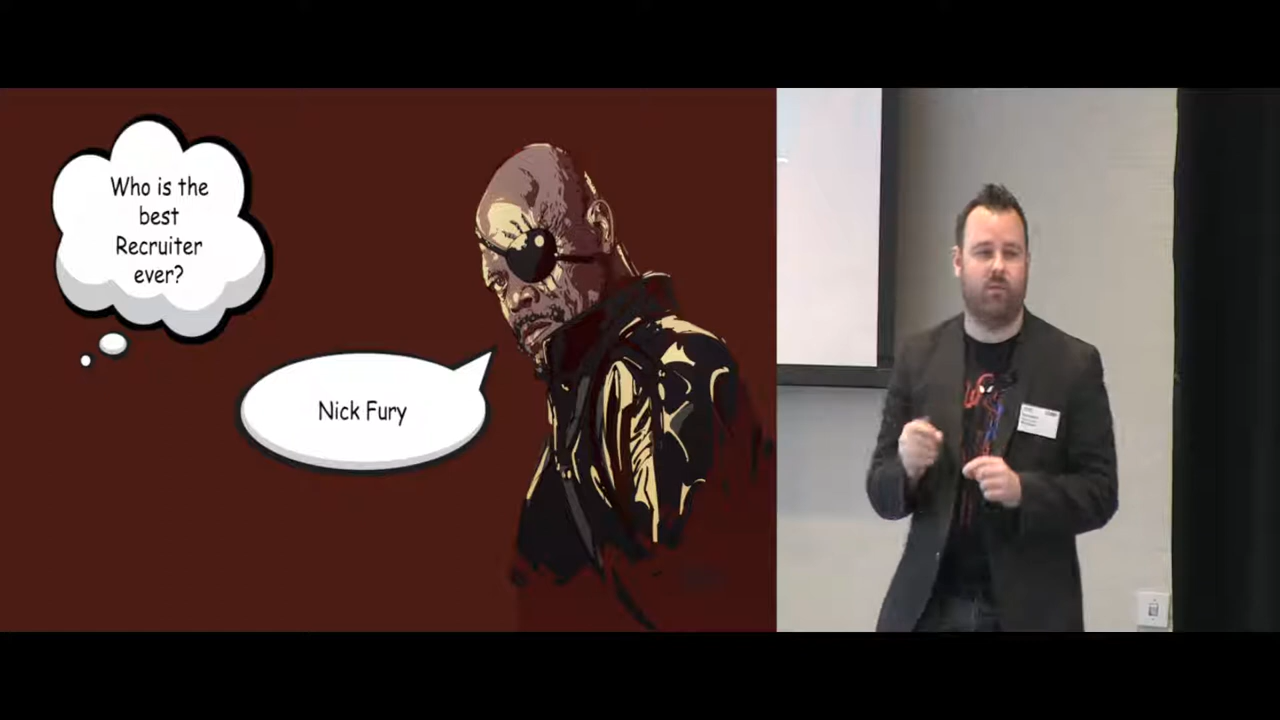 Who is the
best
Recruiter
ever?
Nick Fury